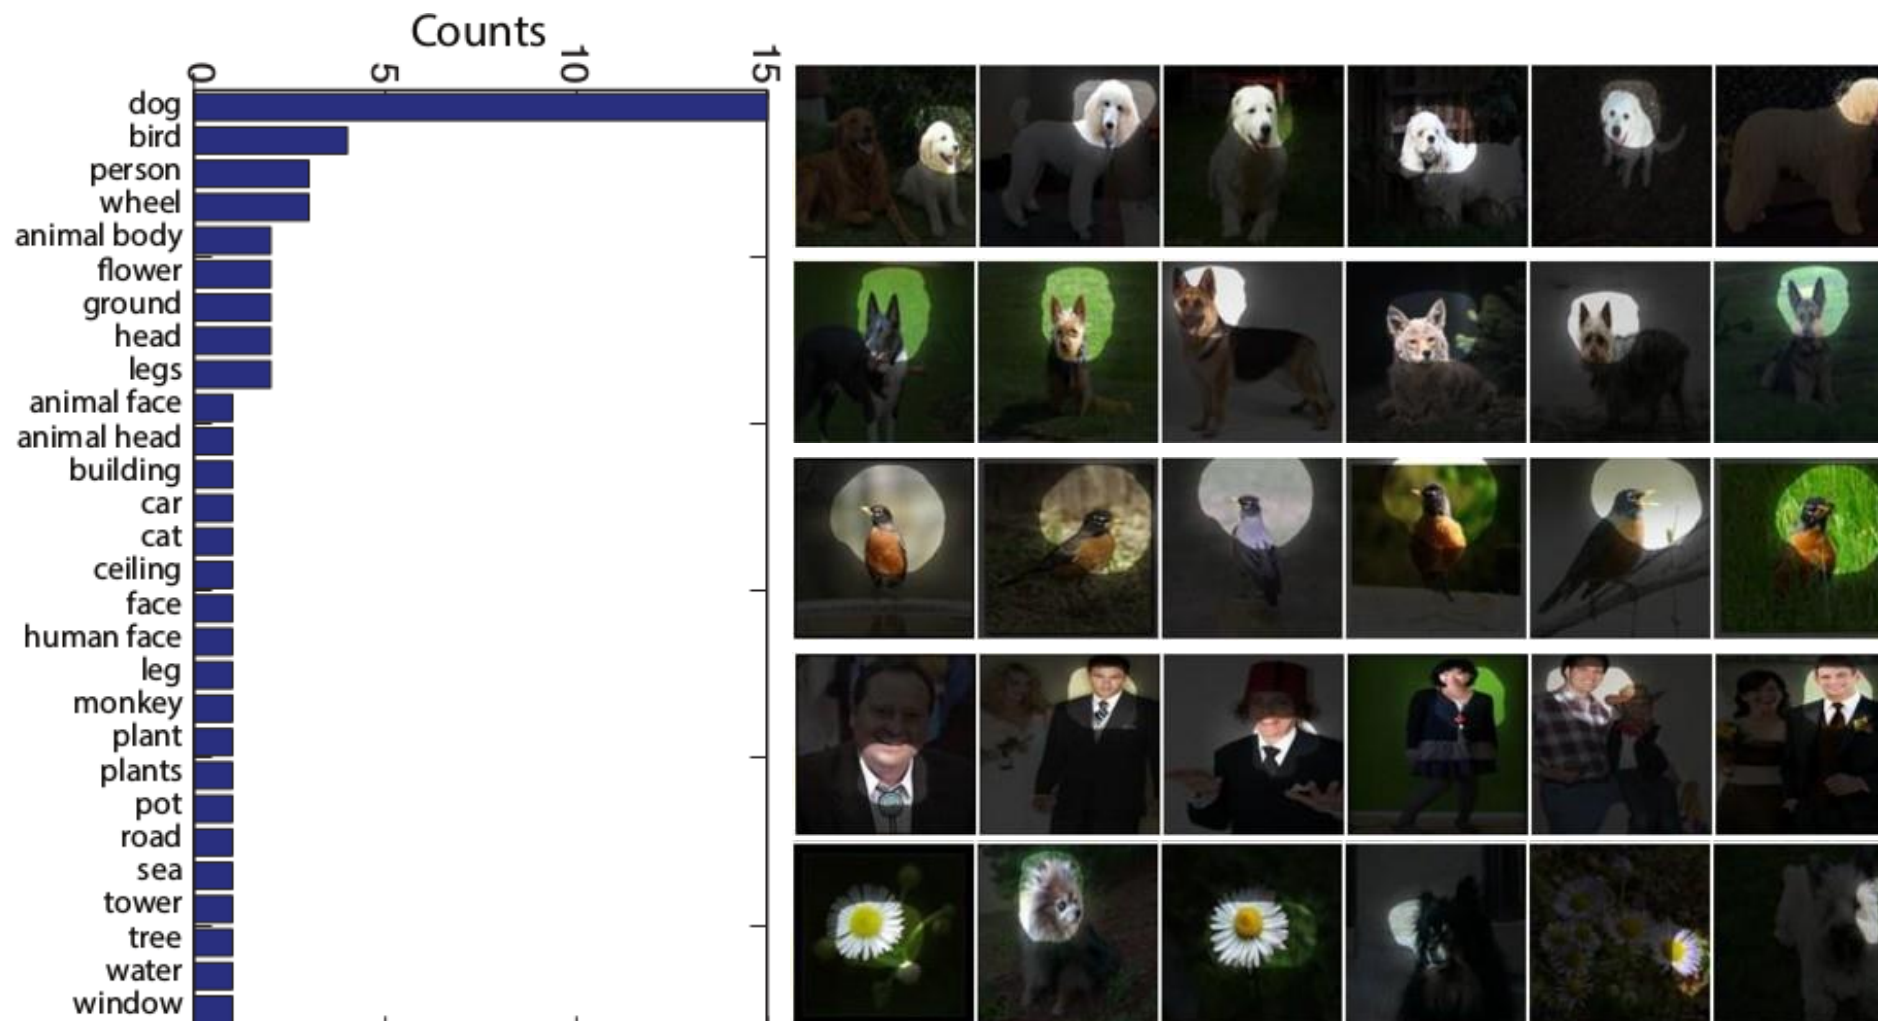 Counts
0 5 10 15
dog
bird
person
wheel
animal body
flower
ground
head
legs
animal face
animal head
building
car
cat
ceiling
face
human face
leg
monkey
plant
plants
pot
road
sea
tower
tree
water
window